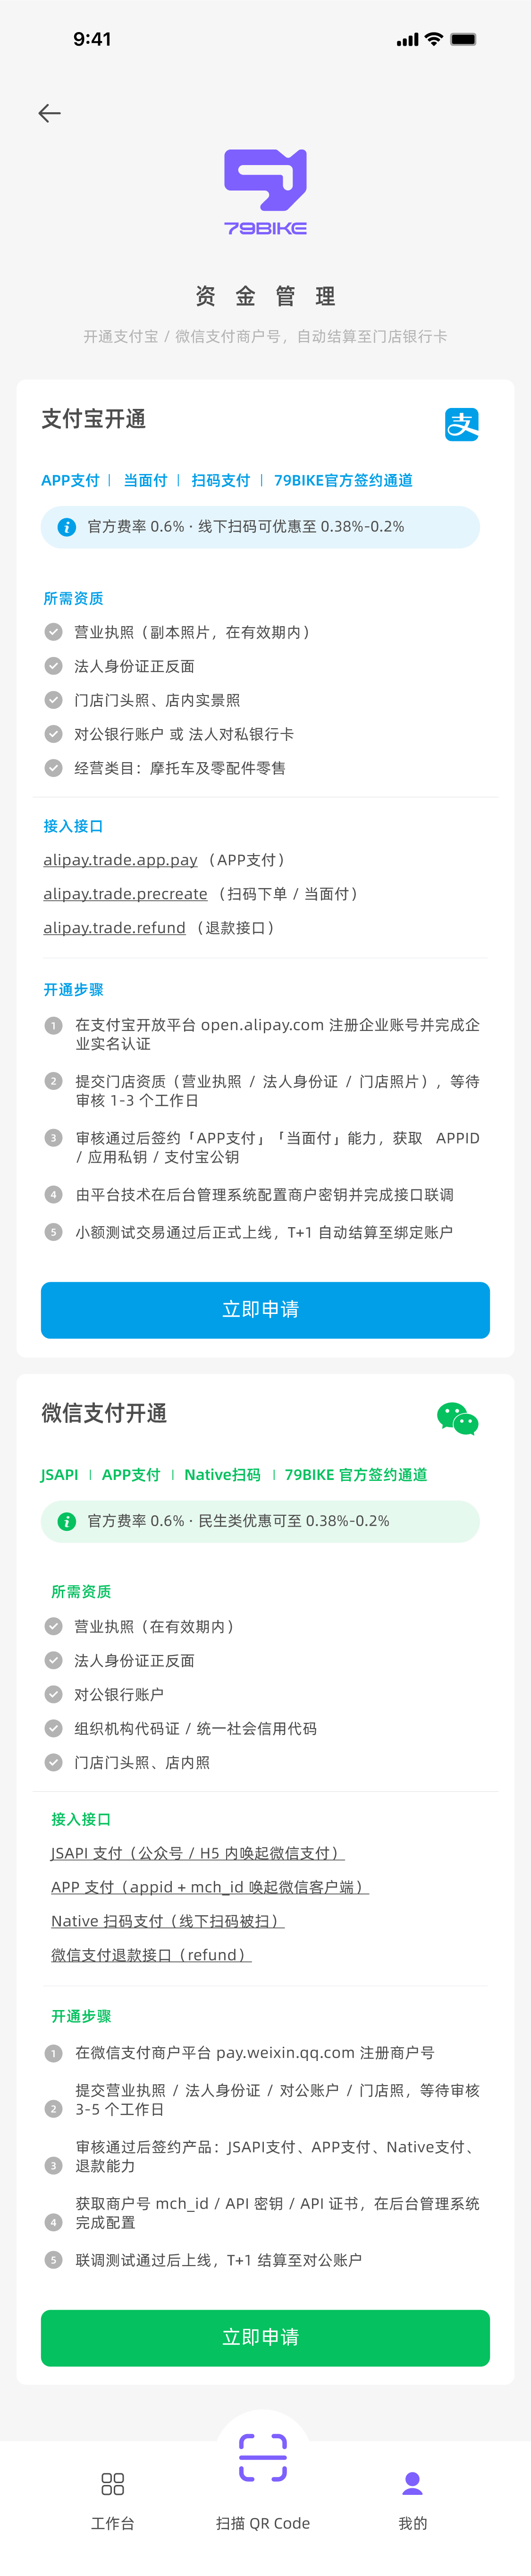 9:41
79BIKE
资金管理
开通支付宝 / 微信支付商户号，自动结算至门店银行卡
支付宝开通
支
APP支付 | 当面付 | 扫码支付 | 79BIKE官方签约通道
i 官方费率 0.6% · 线下扫码可优惠至 0.38%-0.2%
所需资质
营业执照（副本照片，在有效期内）
法人身份证正反面
门店门头照、店内实景照
对公银行账户 或 法人对私银行卡
经营类目：摩托车及零配件零售
接入接口
alipay.trade.app.pay （APP支付）
alipay.trade.precreate （扫码下单 / 当面付）
alipay.trade.refund （退款接口）
开通步骤
1 在支付宝开放平台 open.alipay.com 注册企业账号并完成企
业实名认证
2 提交门店资质（营业执照 / 法人身份证 / 门店照片），等待
审核 1-3 个工作日
3 审核通过后签约「APP支付」「当面付」能力，获取 APPID
/ 应用私钥 / 支付宝公钥
4 由平台技术在后台管理系统配置商户密钥并完成接口联调
5 小额测试交易通过后正式上线，T+1 自动结算至绑定账户
立即申请
微信支付开通
JSAPI | APP支付 | Native扫码 | 79BIKE 官方签约通道
i 官方费率 0.6% · 民生类优惠可至 0.38%-0.2%
所需资质
营业执照（在有效期内）
法人身份证正反面
对公银行账户
组织机构代码证 / 统一社会信用代码
门店门头照、店内照
接入接口
JSAPI 支付（公众号 / H5 内唤起微信支付）
APP 支付（appid + mch_id 唤起微信客户端）
Native 扫码支付（线下扫码被扫）
微信支付退款接口（refund）
开通步骤
1 在微信支付商户平台 pay.weixin.qq.com 注册商户号
提交营业执照 / 法人身份证 / 对公账户 / 门店照，等待审核
2 3-5 个工作日
审核通过后签约产品：JSAPI支付、APP支付、Native支付、
3 退款能力
获取商户号 mch_id / API 密钥 / API 证书，在后台管理系统
4 完成配置
5 联调测试通过后上线，T+1 结算至对公账户
立即申请
工作台
扫描 QR Code
我的